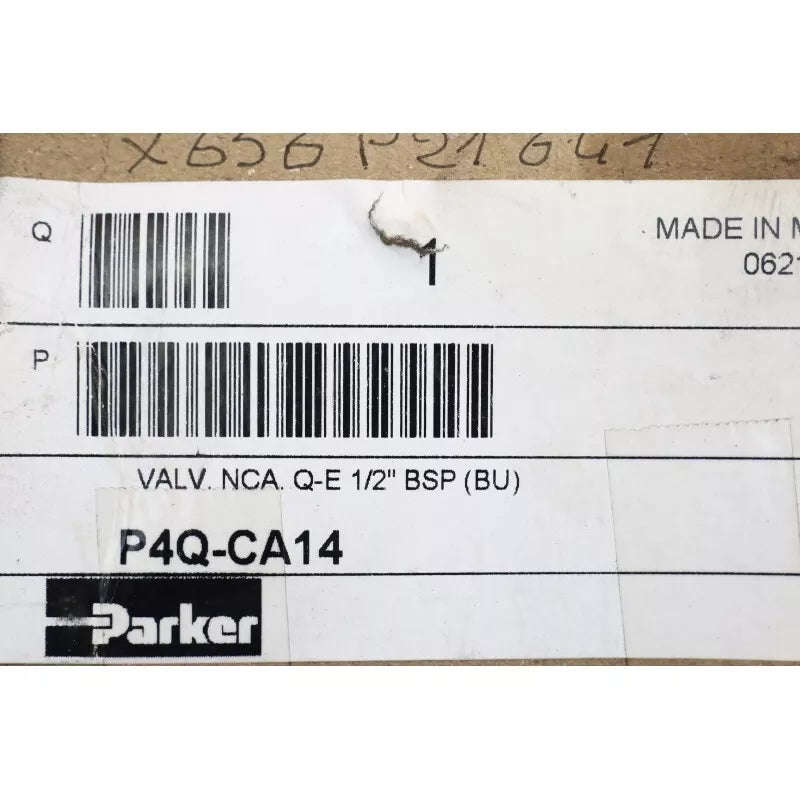 X656P21641
Q
1
MADE IN M
0621
P
VALV. NCA. Q-E 1/2" BSP (BU)
P4Q-CA14
Parker